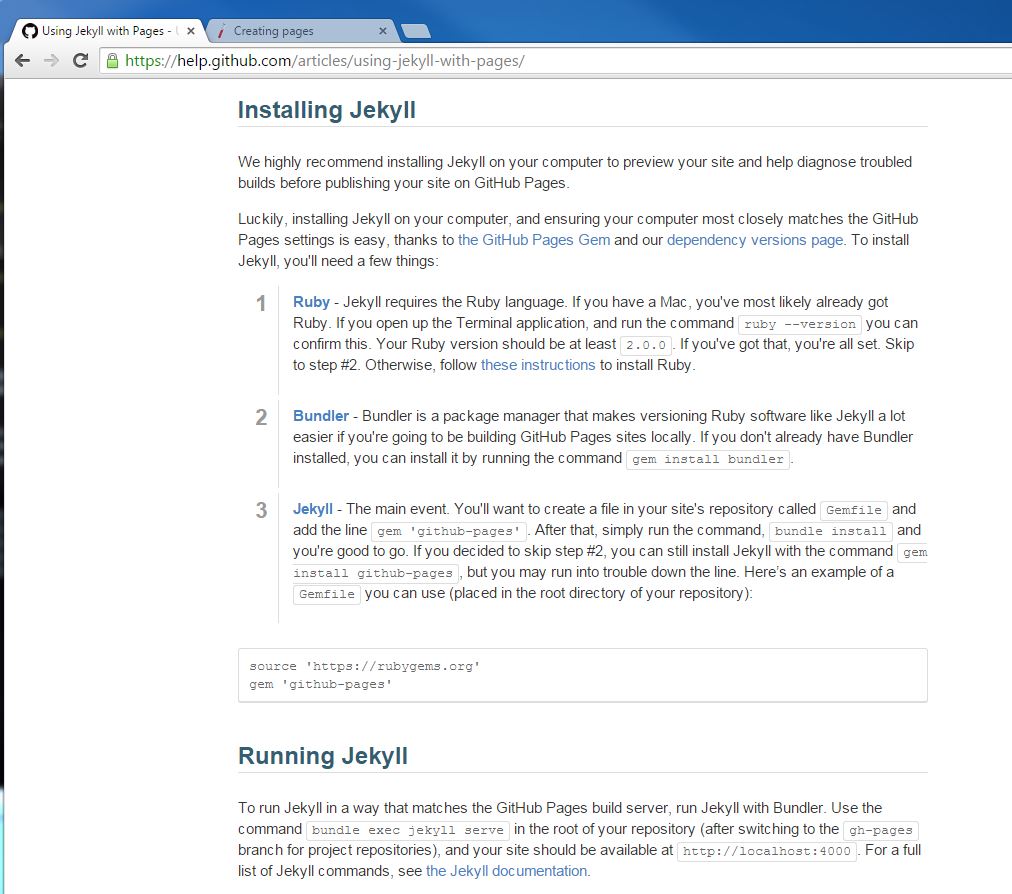 Using Jekyll with Pages - U
Creating pages
https://help.github.com/articles/using-jekyll-with-pages/
Installing Jekyll
We highly recommend installing Jekyll on your computer to preview your site and help diagnose troubled
builds before publishing your site on GitHub Pages.
Luckily, installing Jekyll on your computer, and ensuring your computer most closely matches the GitHub
Pages settings is easy, thanks to the GitHub Pages Gem and our dependency versions page. To install
Jekyll, you'll need a few things:
1 Ruby - Jekyll requires the Ruby language. If you have a Mac, you've most likely already got
Ruby. If you open up the Terminal application, and run the command ruby --version you can
confirm this. Your Ruby version should be at least 2.0.0. If you've got that, you're all set. Skip
to step #2. Otherwise, follow these instructions to install Ruby.
2 Bundler - Bundler is a package manager that makes versioning Ruby software like Jekyll a lot
easier if you're going to be building GitHub Pages sites locally. If you don't already have Bundler
installed, you can install it by running the command gem install bundler.
3 Jekyll - The main event. You'll want to create a file in your site's repository called Gemfile and
add the line gem 'github-pages'. After that, simply run the command, bundle install and
you're good to go. If you decided to skip step #2, you can still install Jekyll with the command gem
install github-pages, but you may run into trouble down the line. Here's an example of a
Gemfile you can use (placed in the root directory of your repository):
source 'https://rubygems.org'
gem 'github-pages'
Running Jekyll
To run Jekyll in a way that matches the GitHub Pages build server, run Jekyll with Bundler. Use the
command bundle exec jekyll serve in the root of your repository (after switching to the gh-pages
branch for project repositories), and your site should be available at http://localhost:4000. For a full
list of Jekyll commands, see the Jekyll documentation.